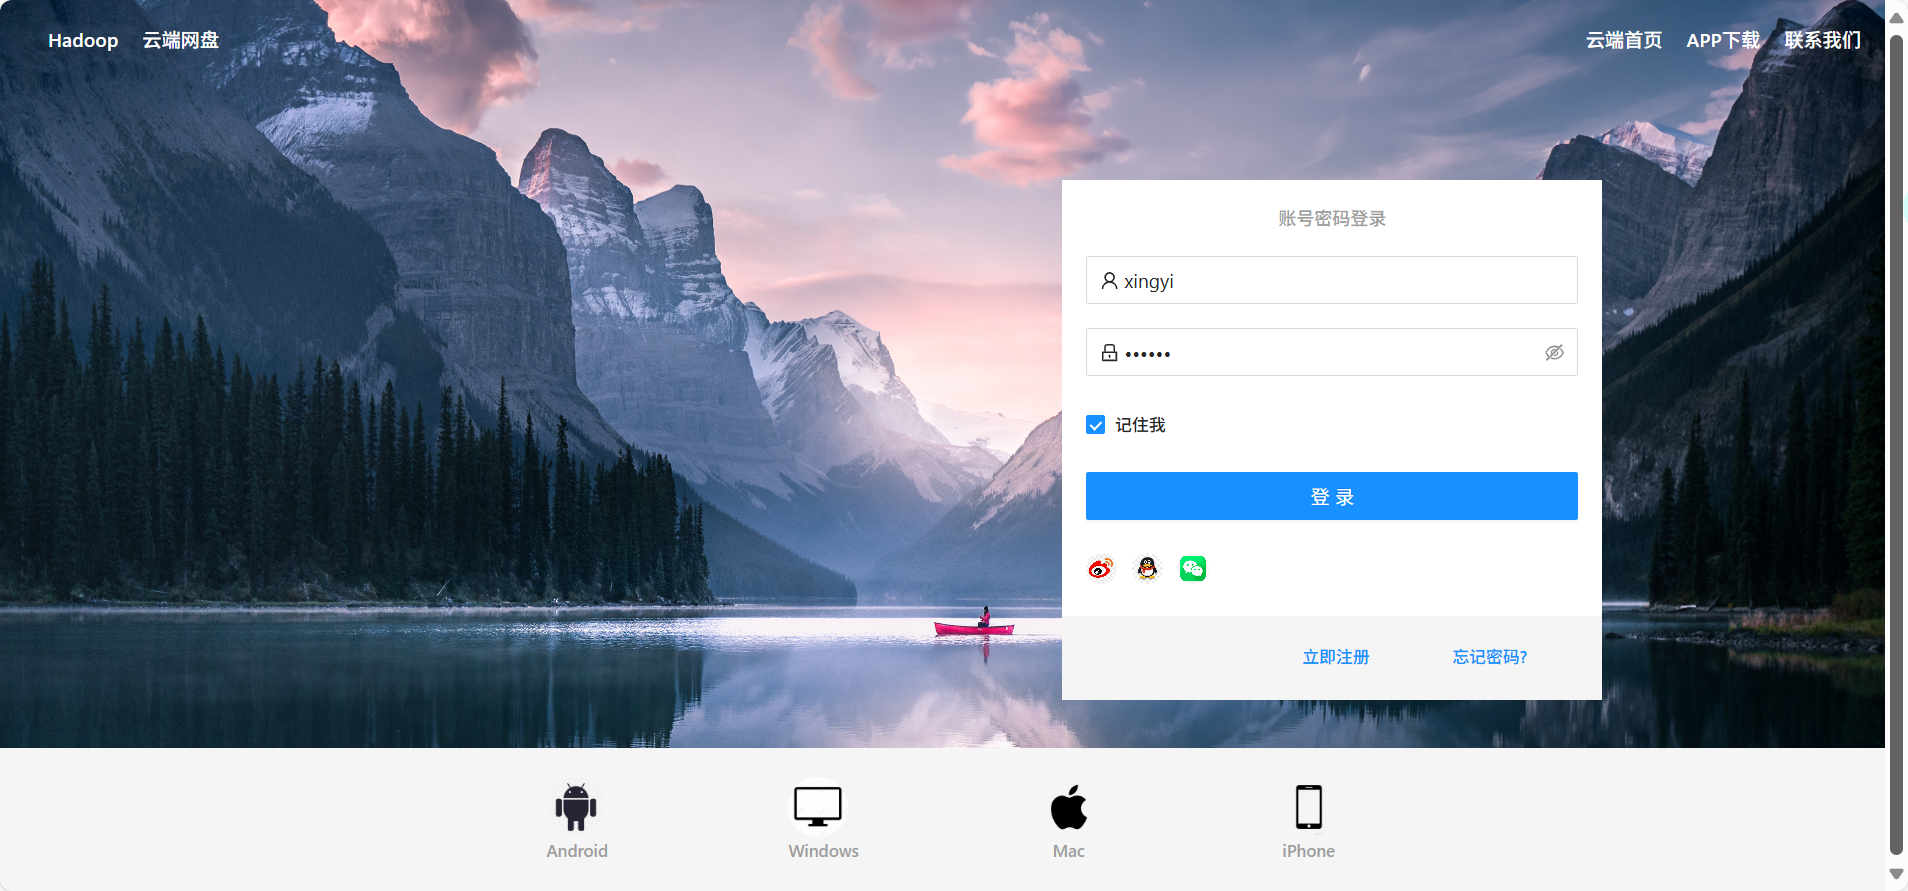 Hadoop 云端网盘 云端首页 APP下载 联系我们
账号密码登录
xingyi
••••••
记住我
登 录
立即注册 忘记密码?
Android Windows Mac iPhone